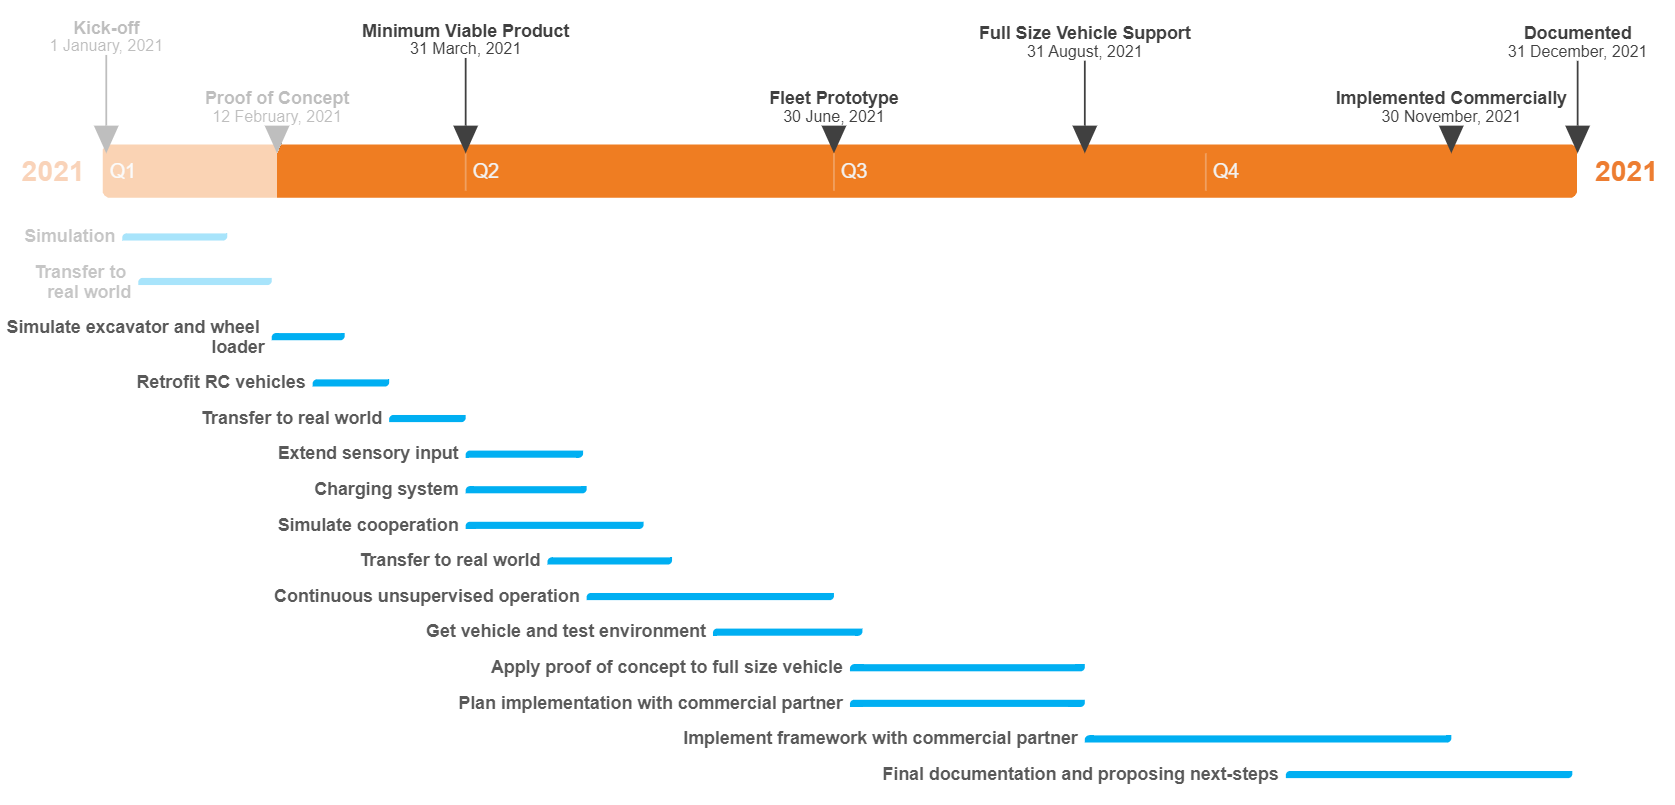 Kick-off
1 January, 2021
Minimum Viable Product
31 March, 2021
Full Size Vehicle Support
31 August, 2021
Documented
31 December, 2021
Proof of Concept
12 February, 2021
Fleet Prototype
30 June, 2021
Implemented Commercially
30 November, 2021
2021
Q1
Q2
Q3
Q4
2021
Simulation
Transfer to
real world
Simulate excavator and wheel
loader
Retrofit RC vehicles
Transfer to real world
Extend sensory input
Charging system
Simulate cooperation
Transfer to real world
Continuous unsupervised operation
Get vehicle and test environment
Apply proof of concept to full size vehicle
Plan implementation with commercial partner
Implement framework with commercial partner
Final documentation and proposing next-steps